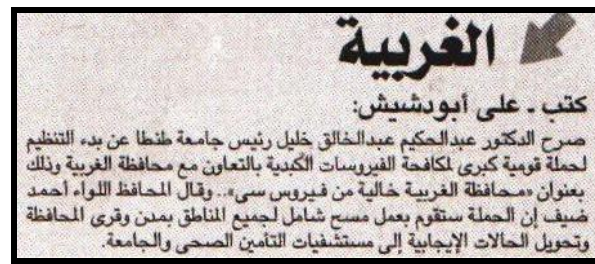 الغربية
كتب ـ على أبودشيش:
صرح الدكتور عبدالحكيم عبدالخالق خليل رئيس جامعة طنطا عن بدء التنظيم
لحملة قومية كبرى لمكافحة الفيروسات الكبدية بالتعاون مع محافظة الغربية وذلك
بعنوان «محافظة الغربية خالية من فيروس سى».. وقال المحافظ اللواء أحمد
ضيف إن الحملة ستقوم بعمل مسح شامل لجميع المناطق بمدن وقرى المحافظة
وتحويل الحالات الإيجابية إلى مستشفيات التأمين الصحى والجامعة.